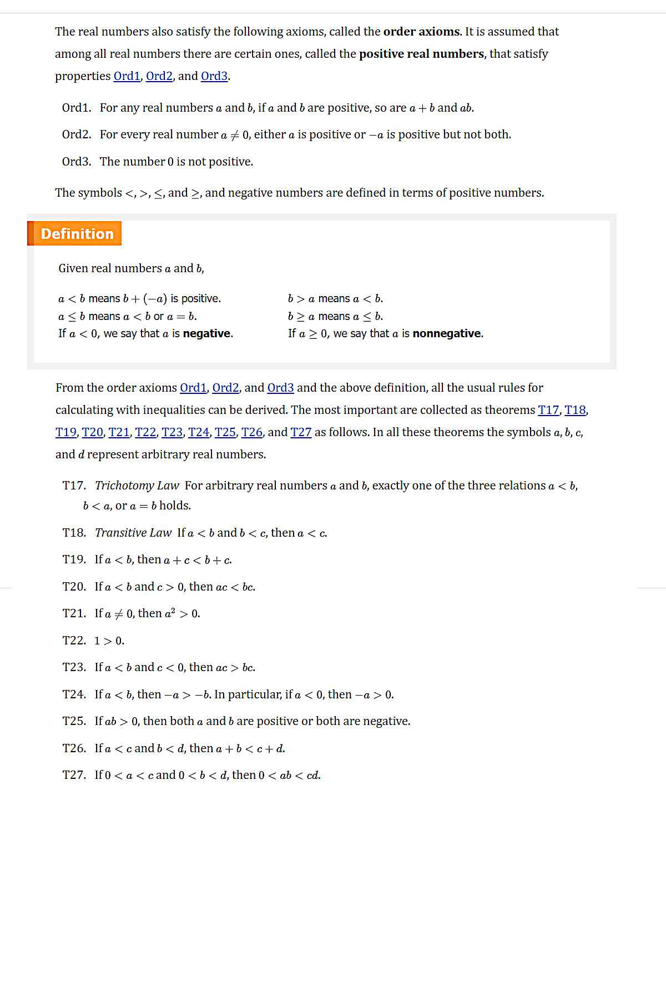 The real numbers also satisfy the following axioms, called the order axioms. It is assumed that
among all real numbers there are certain ones, called the positive real numbers, that satisfy
properties Ord1, Ord2, and Ord3.
Ord1. For any real numbers a and b, if a and b are positive, so are a + b and ab.
Ord2. For every real number a ≠ 0, either a is positive or −a is positive but not both.
Ord3. The number 0 is not positive.
The symbols <, >, ≤, and ≥, and negative numbers are defined in terms of positive numbers.
Definition
Given real numbers a and b,
a < b means b + (−a) is positive. b > a means a < b.
a ≤ b means a < b or a = b. b ≥ a means a ≤ b.
If a < 0, we say that a is negative. If a ≥ 0, we say that a is nonnegative.
From the order axioms Ord1, Ord2, and Ord3 and the above definition, all the usual rules for
calculating with inequalities can be derived. The most important are collected as theorems T17, T18,
T19, T20, T21, T22, T23, T24, T25, T26, and T27 as follows. In all these theorems the symbols a, b, c,
and d represent arbitrary real numbers.
T17. Trichotomy Law For arbitrary real numbers a and b, exactly one of the three relations a < b,
b < a, or a = b holds.
T18. Transitive Law If a < b and b < c, then a < c.
T19. If a < b, then a + c < b + c.
T20. If a < b and c > 0, then ac < bc.
T21. If a ≠ 0, then a² > 0.
T22. 1 > 0.
T23. If a < b and c < 0, then ac > bc.
T24. If a < b, then −a > −b. In particular, if a < 0, then −a > 0.
T25. If ab > 0, then both a and b are positive or both are negative.
T26. If a < c and b < d, then a + b < c + d.
T27. If 0 < a < c and 0 < b < d, then 0 < ab < cd.